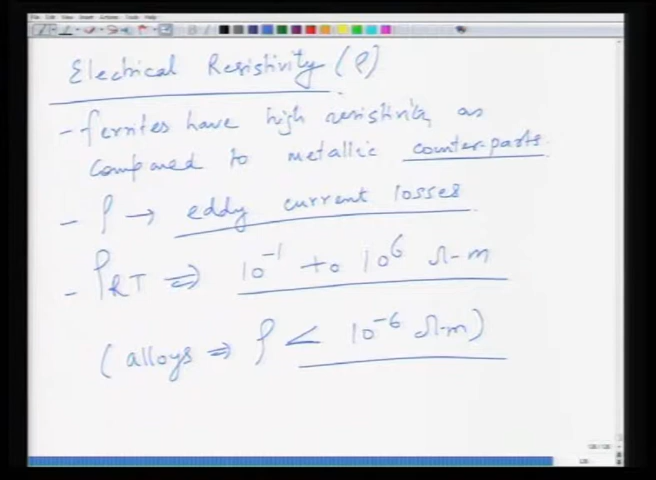 Electrical Resistivity (ρ)
- ferrites have high resistivity as
compared to metallic counter-parts.
- ρ → eddy current losses
- ρRT ⇒ 10⁻¹ to 10⁶ Ω-m
(alloys ⇒ ρ < 10⁻⁶ Ω-m)